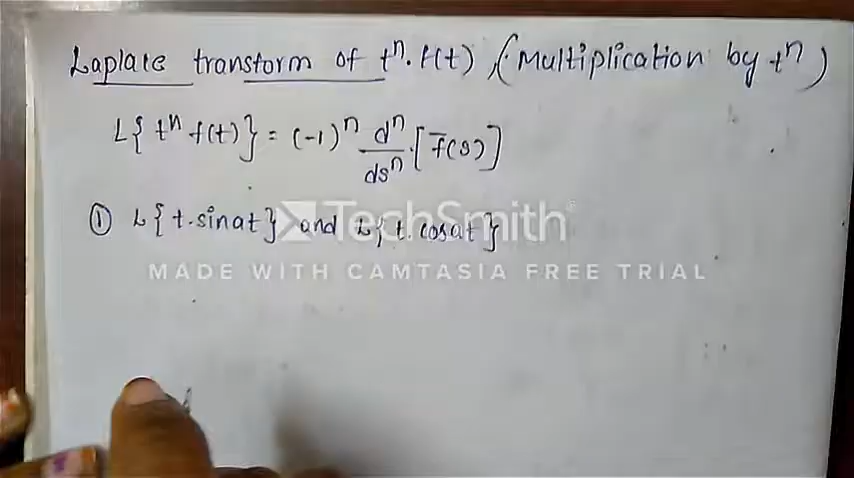 Laplace transform of tⁿ. f(t) (Multiplication by tⁿ)
L{ tⁿ f(t)} = (-1)ⁿ dⁿ/dsⁿ . [f̅(s)]
① L{ t.sinat} and L{ t. cosat}
TechSmith
MADE WITH CAMTASIA FREE TRIAL